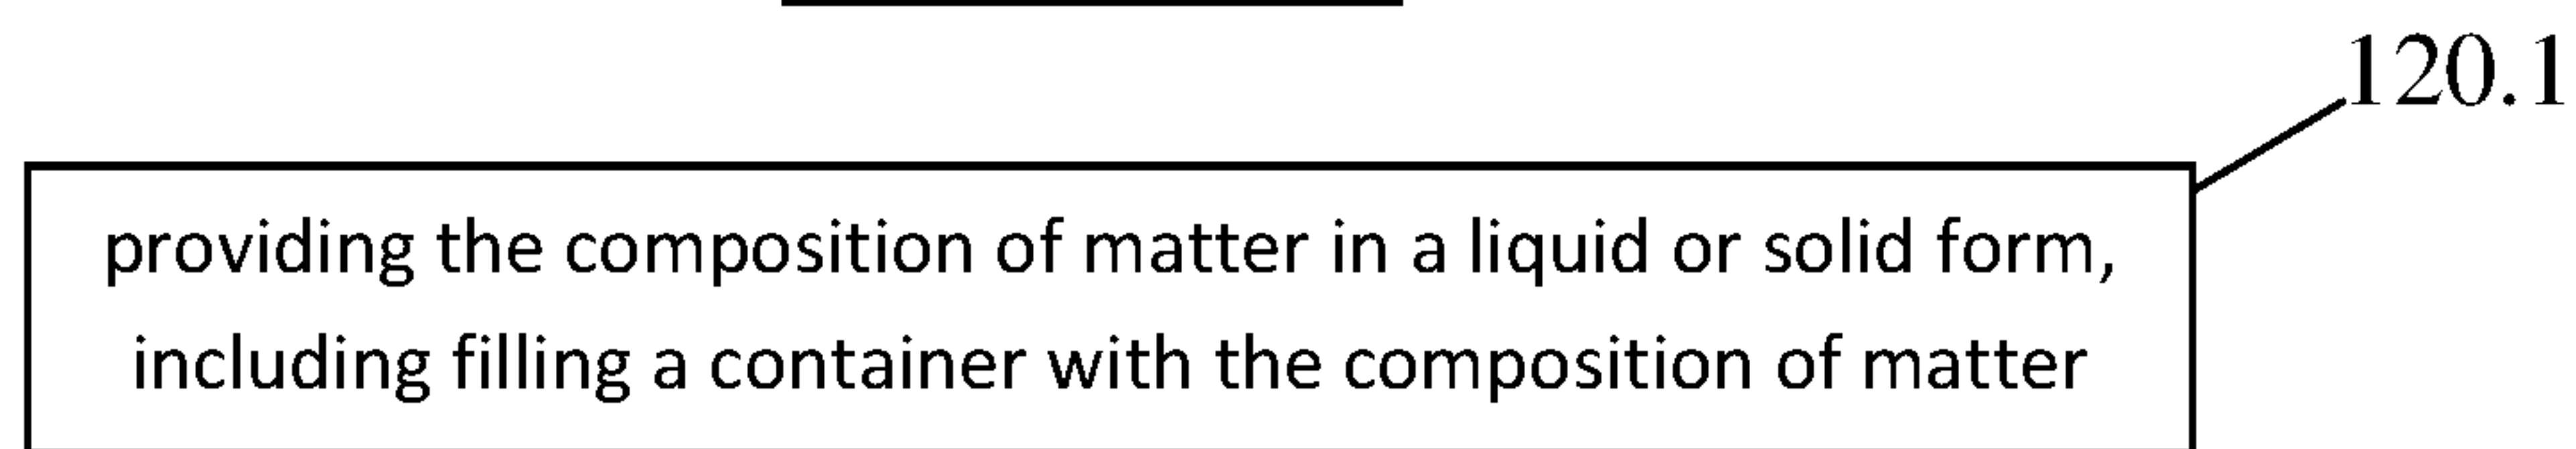 120.1
providing the composition of matter in a liquid or solid form,
including filling a container with the composition of matter